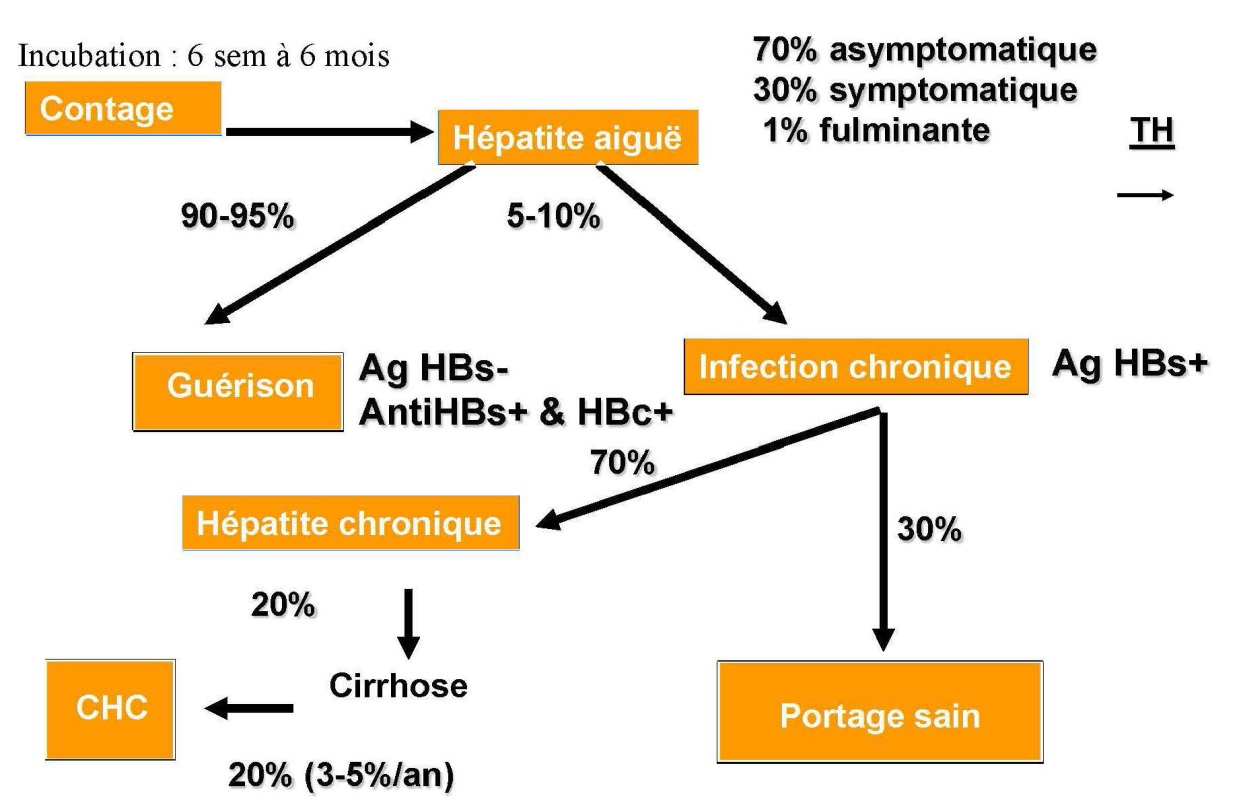 Incubation : 6 sem à 6 mois
70% asymptomatique
30% symptomatique
1% fulminante
TH
Contage
Hépatite aiguë
90-95%
5-10%
Guérison
Ag HBs-
AntiHBs+ & HBc+
Infection chronique
Ag HBs+
70%
30%
Hépatite chronique
20%
Cirrhose
CHC
20% (3-5%/an)
Portage sain